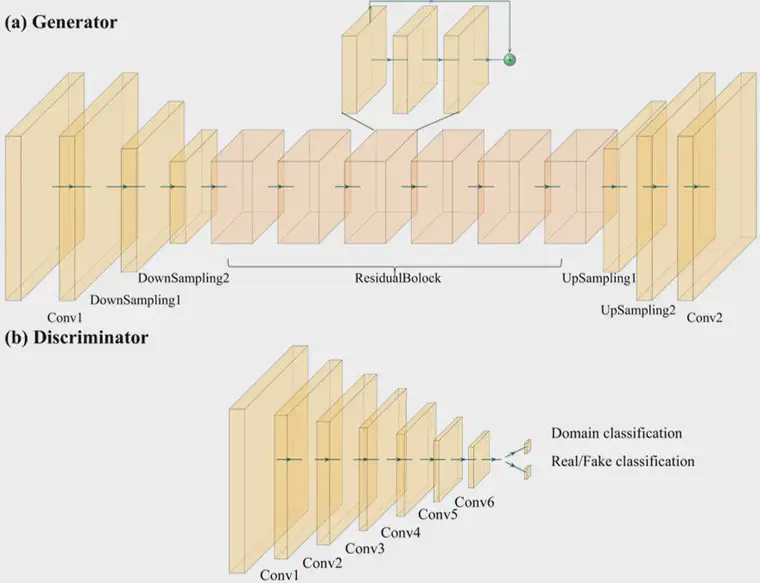 (a) Generator
DownSampling2
ResidualBolock
UpSampling1
DownSampling1
Conv1
UpSampling2
Conv2
(b) Discriminator
Domain classification
Real/Fake classification
Conv6
Conv5
Conv4
Conv3
Conv2
Conv1